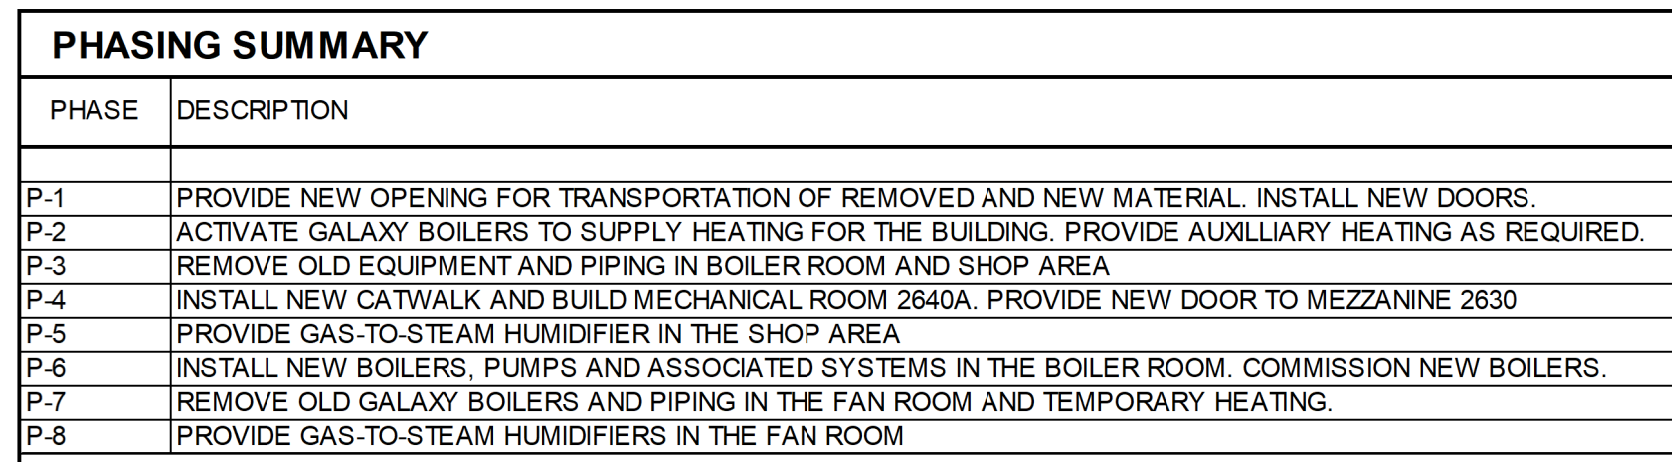 PHASING SUMMARY
PHASE DESCRIPTION
P-1 PROVIDE NEW OPENING FOR TRANSPORTATION OF REMOVED AND NEW MATERIAL. INSTALL NEW DOORS.
P-2 ACTIVATE GALAXY BOILERS TO SUPPLY HEATING FOR THE BUILDING. PROVIDE AUXILLIARY HEATING AS REQUIRED.
P-3 REMOVE OLD EQUIPMENT AND PIPING IN BOILER ROOM AND SHOP AREA
P-4 INSTALL NEW CATWALK AND BUILD MECHANICAL ROOM 2640A. PROVIDE NEW DOOR TO MEZZANINE 2630
P-5 PROVIDE GAS-TO-STEAM HUMIDIFIER IN THE SHOP AREA
P-6 INSTALL NEW BOILERS, PUMPS AND ASSOCIATED SYSTEMS IN THE BOILER ROOM. COMMISSION NEW BOILERS.
P-7 REMOVE OLD GALAXY BOILERS AND PIPING IN THE FAN ROOM AND TEMPORARY HEATING.
P-8 PROVIDE GAS-TO-STEAM HUMIDIFIERS IN THE FAN ROOM